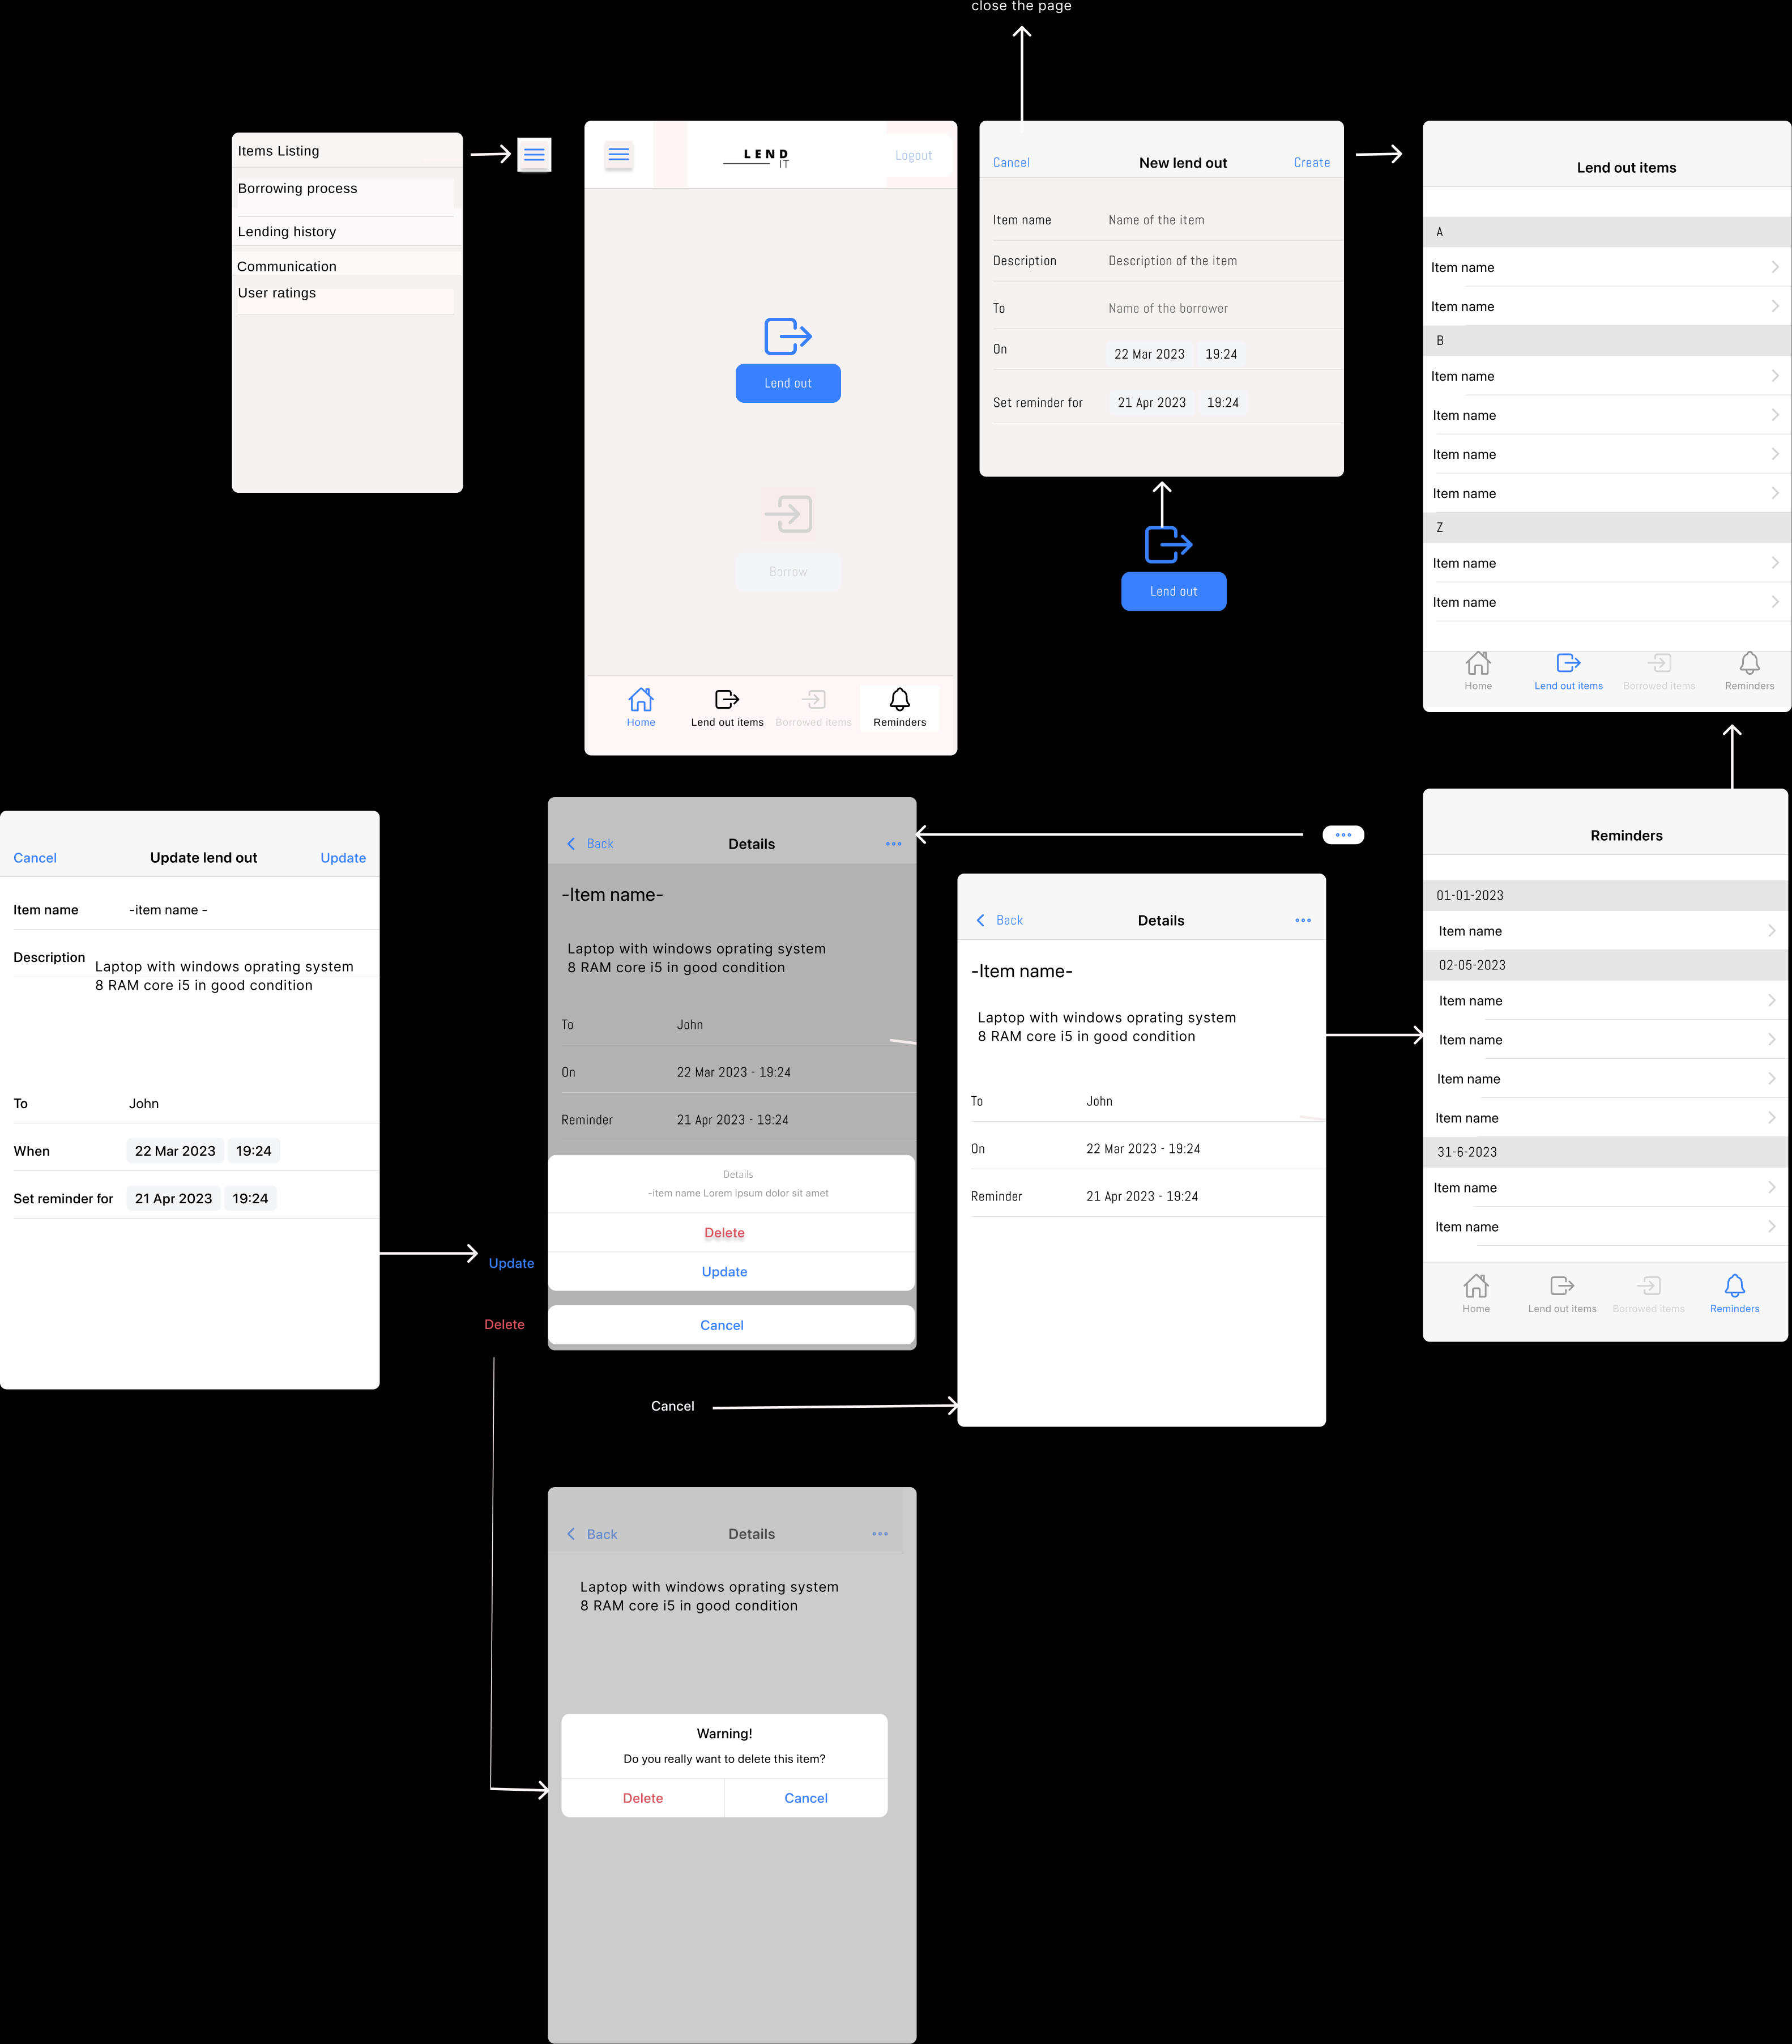 close the page
Items Listing
Borrowing process
Lending history
Communication
User ratings
LEND
IT
Logout
Lend out
Borrow
Home
Lend out items
Borrowed items
Reminders
Cancel
New lend out
Create
Item name
Name of the item
Description
Description of the item
To
Name of the borrower
On
22 Mar 2023
19:24
Set reminder for
21 Apr 2023
19:24
Lend out
Lend out items
A
Item name
Item name
B
Item name
Item name
Item name
Item name
Z
Item name
Item name
Home
Lend out items
Borrowed items
Reminders
Cancel
Update lend out
Update
Item name
-item name -
Description
Laptop with windows oprating system
8 RAM core i5 in good condition
To
John
When
22 Mar 2023
19:24
Set reminder for
21 Apr 2023
19:24
Update
Delete
Back
Details
-Item name-
Laptop with windows oprating system
8 RAM core i5 in good condition
To
John
On
22 Mar 2023 - 19:24
Reminder
21 Apr 2023 - 19:24
Details
-item name Lorem ipsum dolor sit amet
Delete
Update
Cancel
Cancel
Back
Details
-Item name-
Laptop with windows oprating system
8 RAM core i5 in good condition
To
John
On
22 Mar 2023 - 19:24
Reminder
21 Apr 2023 - 19:24
Reminders
01-01-2023
Item name
02-05-2023
Item name
Item name
Item name
Item name
31-6-2023
Item name
Item name
Home
Lend out items
Borrowed items
Reminders
Back
Details
Laptop with windows oprating system
8 RAM core i5 in good condition
Warning!
Do you really want to delete this item?
Delete
Cancel